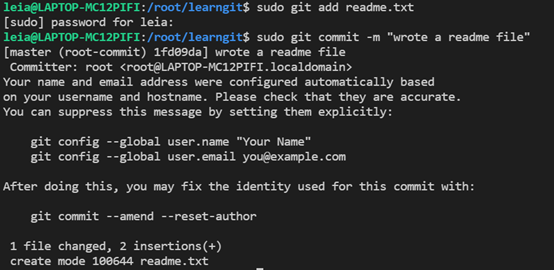 leia@LAPTOP-MC12PIFI:/root/learngit$ sudo git add readme.txt
[sudo] password for leia:
leia@LAPTOP-MC12PIFI:/root/learngit$ sudo git commit -m "wrote a readme file"
[master (root-commit) 1fd09da] wrote a readme file
 Committer: root <root@LAPTOP-MC12PIFI.localdomain>
Your name and email address were configured automatically based
on your username and hostname. Please check that they are accurate.
You can suppress this message by setting them explicitly:
    git config --global user.name "Your Name"
    git config --global user.email you@example.com
After doing this, you may fix the identity used for this commit with:
    git commit --amend --reset-author
 1 file changed, 2 insertions(+)
 create mode 100644 readme.txt